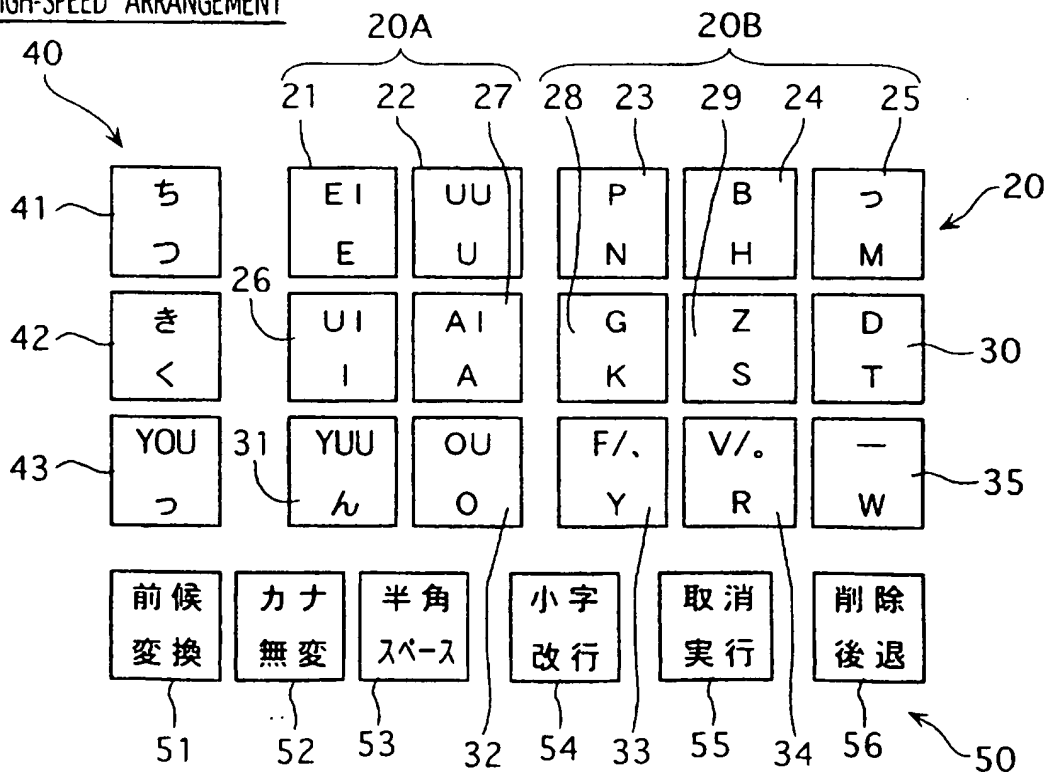 HIGH-SPEED ARRANGEMENT
20A 20B
40
21 22 27 28 23 29 24 25
ち EI UU P B っ 20
41
つ E U N H M
26
き UI AI G Z D
42 30
く I A K S T
YOU YUU OU F/、 V/。 ー
43 31 35
っ ん O Y R W
前候 カナ 半角 小字 取消 削除
変換 無変 スペース 改行 実行 後退
51 52 53 32 54 33 55 34 56 50